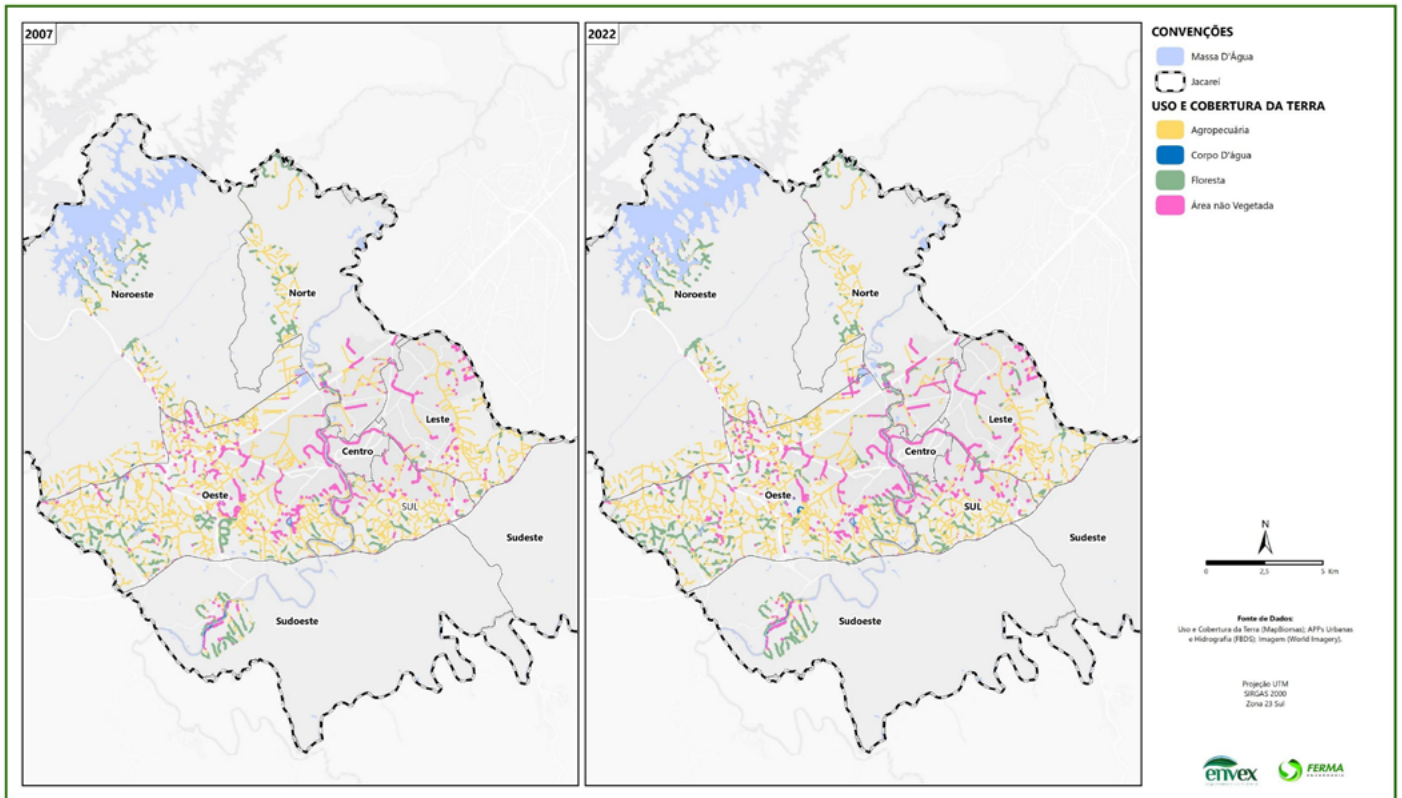 2007
Noroeste
Norte
Leste
Centro
Oeste
SUL
Sudeste
Sudoeste
2022
Noroeste
Norte
Leste
Centro
Oeste
SUL
Sudeste
Sudoeste
CONVENÇÕES
Massa D'Água
Jacareí
USO E COBERTURA DA TERRA
Agropecuária
Corpo D'água
Floresta
Área não Vegetada
N
0 2,5 5 Km
Fonte de Dados:
Uso e Cobertura da Terra (MapBiomas); APPs Urbanas
e Hidrografia (FBDS); Imagem (World Imagery).
Projeção UTM
SIRGAS 2000
Zona 23 Sul
envex
FERMA